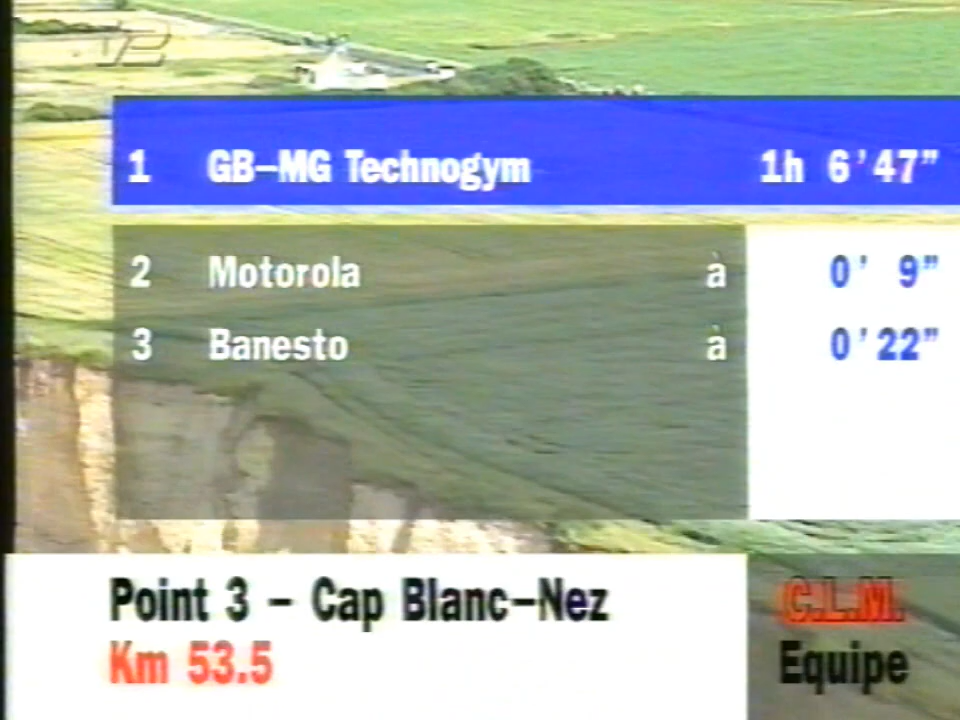 TV2
1 GB-MG Technogym 1h 6'47"
2 Motorola à 0' 9"
3 Banesto à 0'22"
Point 3 - Cap Blanc-Nez
Km 53.5
C.L.M.
Equipe